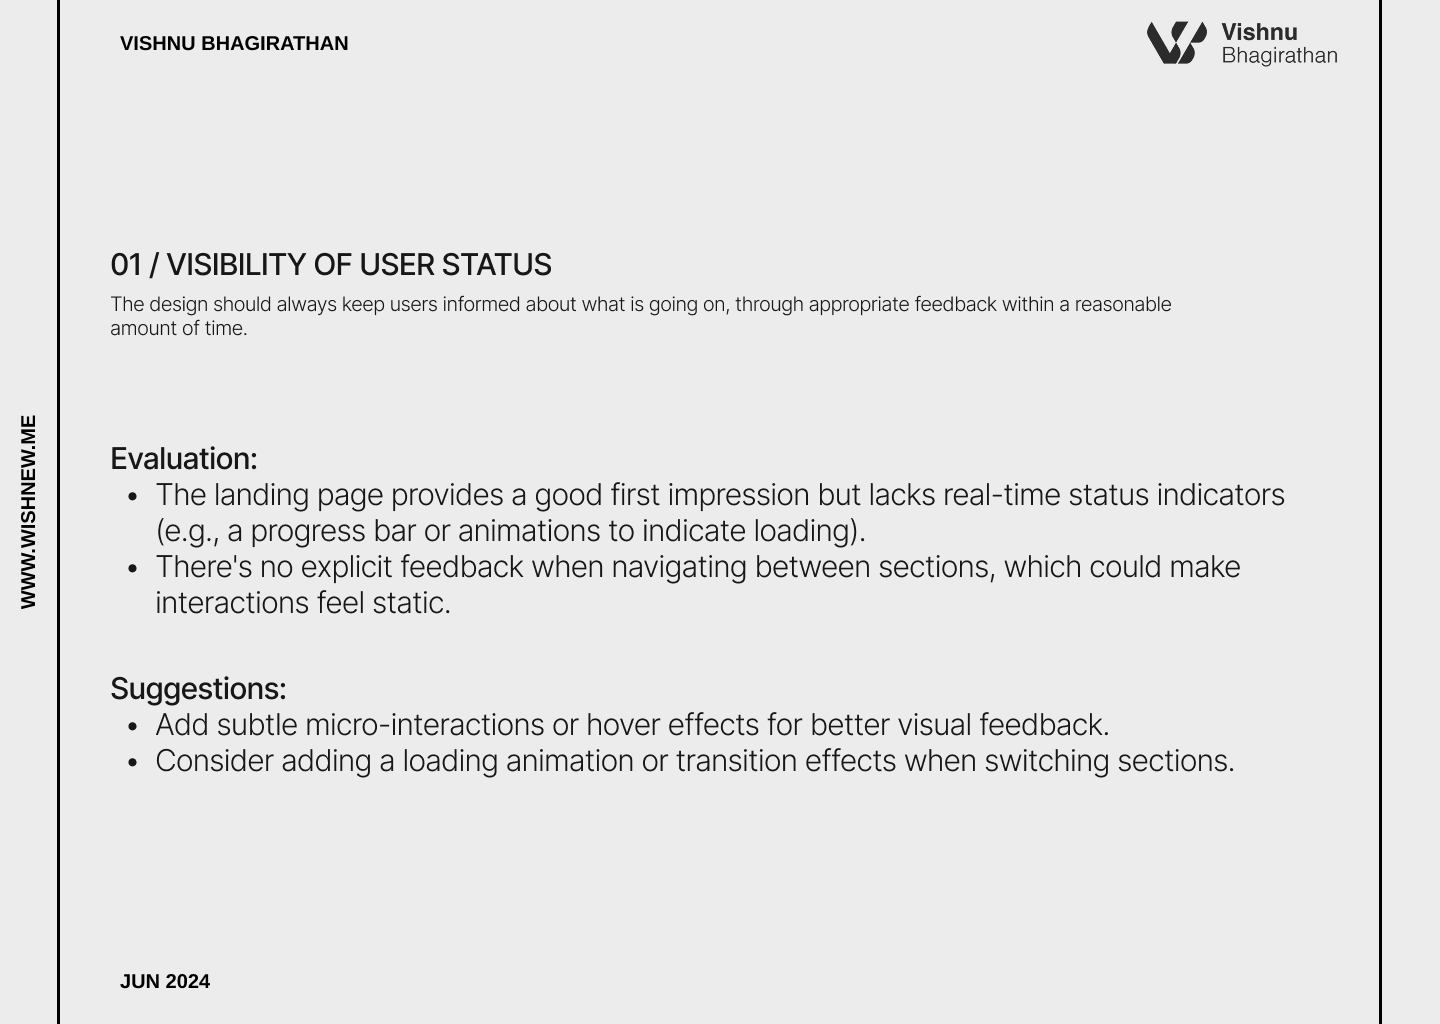 VISHNU BHAGIRATHAN
Vishnu
Bhagirathan
01 / VISIBILITY OF USER STATUS
The design should always keep users informed about what is going on, through appropriate feedback within a reasonable
amount of time.
WWW.WISHNEW.ME
Evaluation:
• The landing page provides a good first impression but lacks real-time status indicators
(e.g., a progress bar or animations to indicate loading).
• There's no explicit feedback when navigating between sections, which could make
interactions feel static.
Suggestions:
• Add subtle micro-interactions or hover effects for better visual feedback.
• Consider adding a loading animation or transition effects when switching sections.
JUN 2024